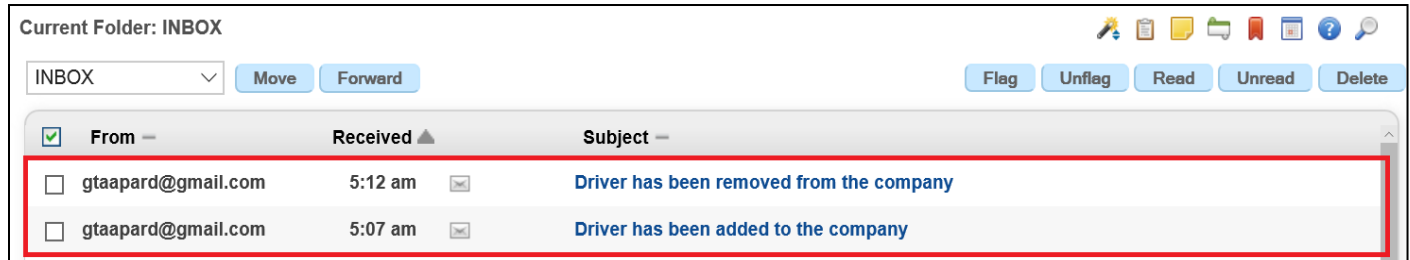 Current Folder: INBOX
INBOX Move Forward Flag Unflag Read Unread Delete
From Received Subject
gtaapard@gmail.com 5:12 am Driver has been removed from the company
gtaapard@gmail.com 5:07 am Driver has been added to the company